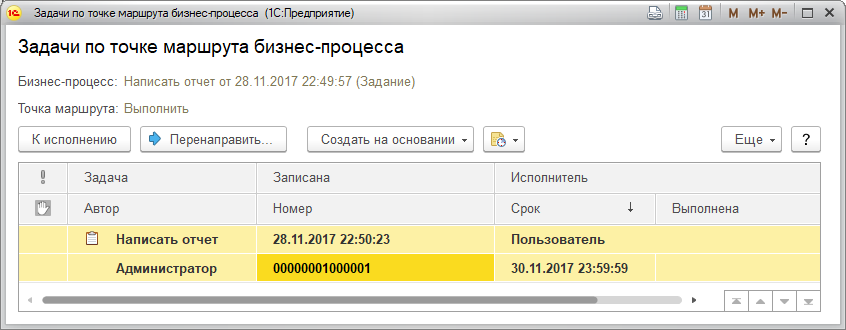 Задачи по точке маршрута бизнес-процесса (1С:Предприятие)
31 M M+ M-
Задачи по точке маршрута бизнес-процесса
Бизнес-процесс: Написать отчет от 28.11.2017 22:49:57 (Задание)
Точка маршрута: Выполнить
К исполнению Перенаправить... Создать на основании Еще ?
Задача Записана Исполнитель
Автор Номер Срок ↓ Выполнена
Написать отчет 28.11.2017 22:50:23 Пользователь
Администратор 00000001000001 30.11.2017 23:59:59